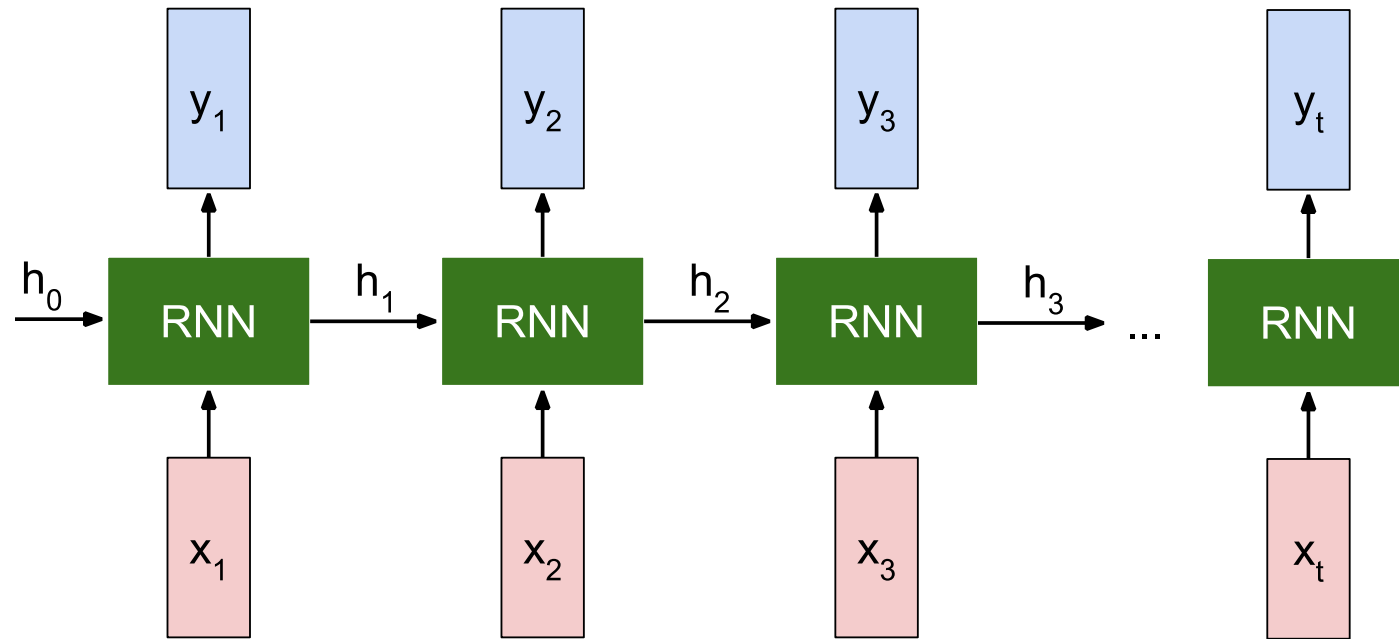 y₁ y₂ y₃ yₜ
h₀ h₁ h₂ h₃
RNN RNN RNN ... RNN
x₁ x₂ x₃ xₜ